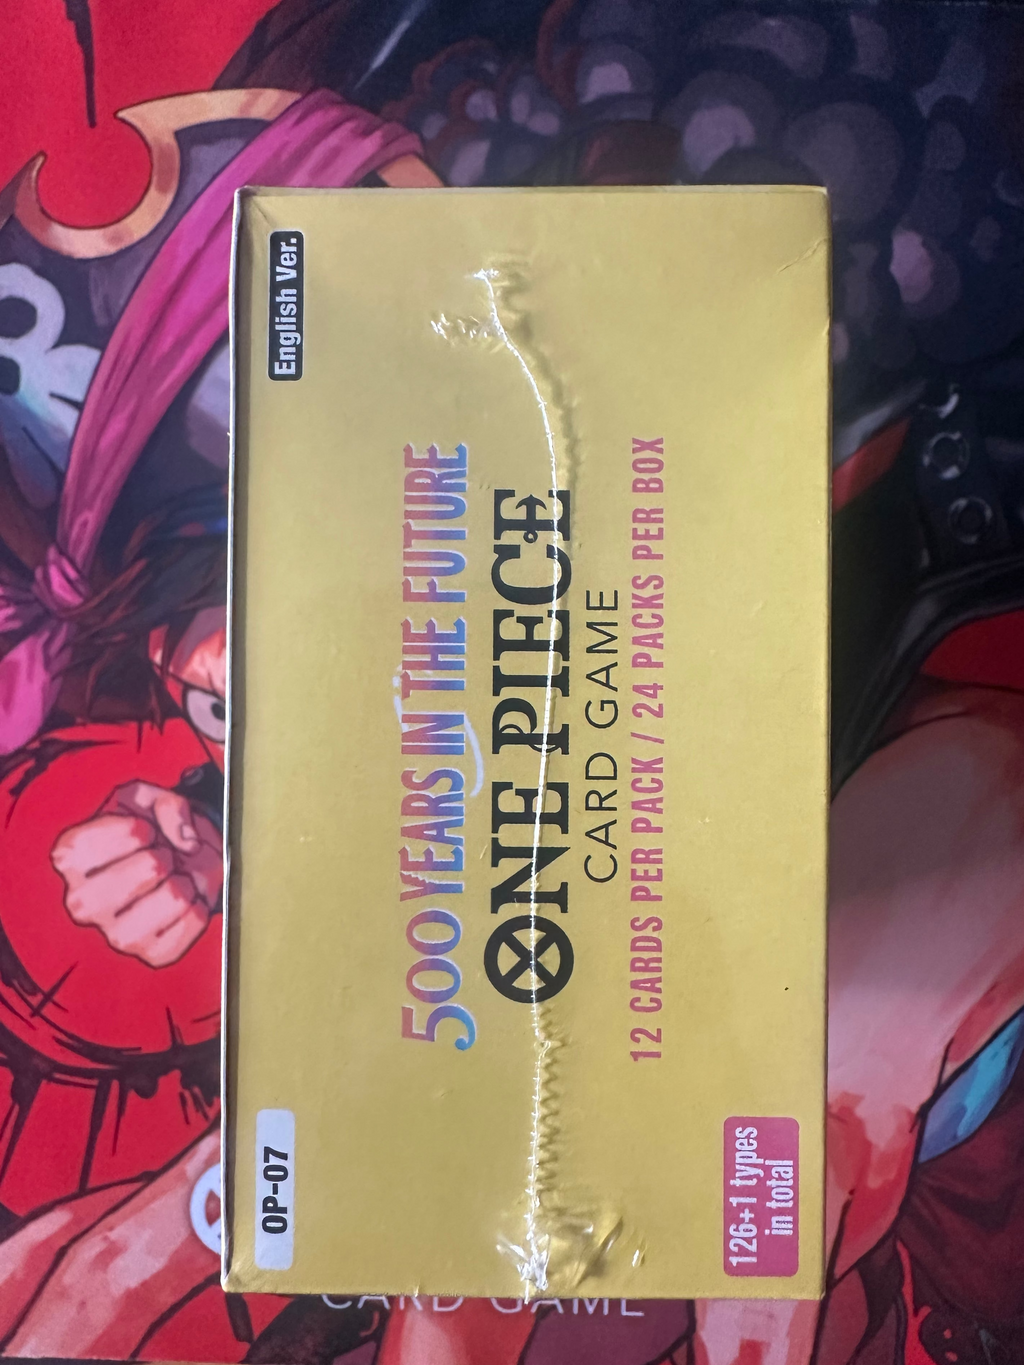 OP-07
English Ver.
500 YEARS IN THE FUTURE
ONE PIECE
CARD GAME
12 CARDS PER PACK / 24 PACKS PER BOX
126+1 types
in total
CARD GAME